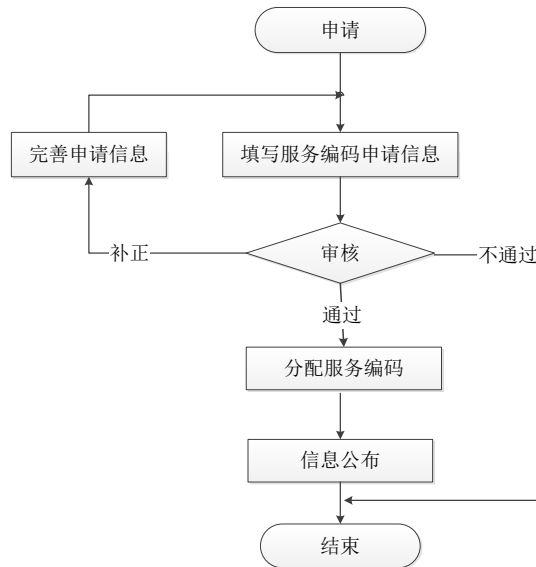 申请
完善申请信息
填写服务编码申请信息
审核
补正
不通过
通过
分配服务编码
信息公布
结束